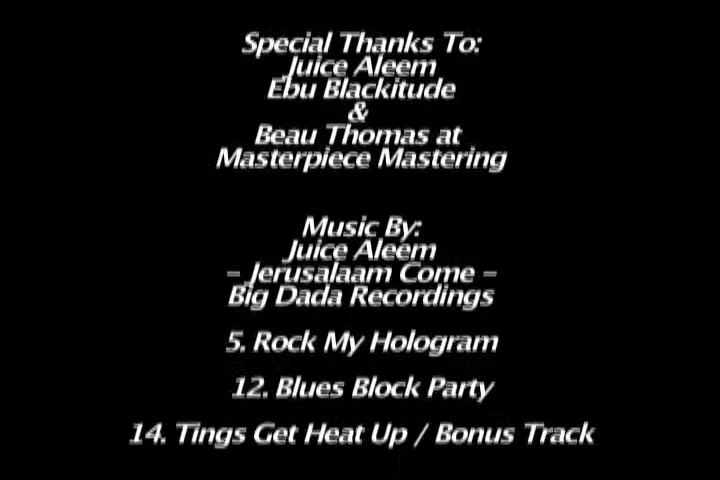 Special Thanks To:
Juice Aleem
Ebu Blackitude
&
Beau Thomas at
Masterpiece Mastering
Music By:
Juice Aleem
– Jerusalaam Come –
Big Dada Recordings
5. Rock My Hologram
12. Blues Block Party
14. Tings Get Heat Up / Bonus Track